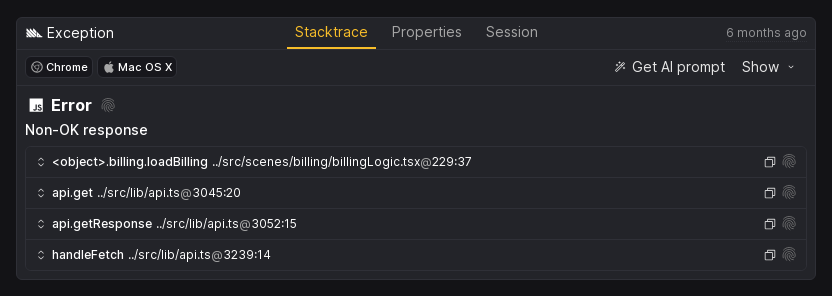 Exception Stacktrace Properties Session 6 months ago
Chrome Mac OS X Get AI prompt Show
JS Error
Non-OK response
<object>.billing.loadBilling ../src/scenes/billing/billingLogic.tsx@229:37
api.get ../src/lib/api.ts@3045:20
api.getResponse ../src/lib/api.ts@3052:15
handleFetch ../src/lib/api.ts@3239:14